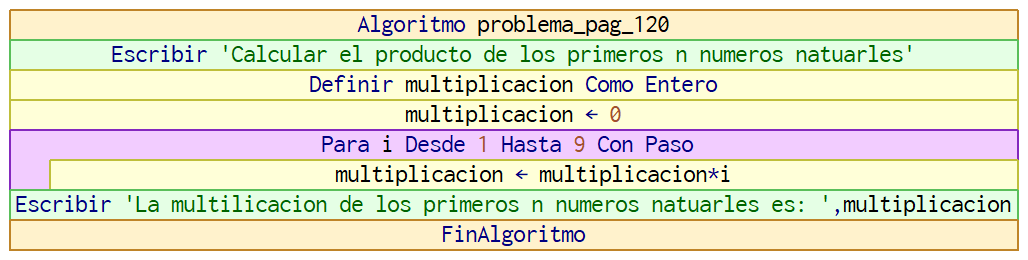 Algoritmo problema_pag_120
Escribir 'Calcular el producto de los primeros n numeros natuarles'
Definir multiplicacion Como Entero
multiplicacion ← 0
Para i Desde 1 Hasta 9 Con Paso
multiplicacion ← multiplicacion*i
Escribir 'La multilicacion de los primeros n numeros natuarles es: ',multiplicacion
FinAlgoritmo